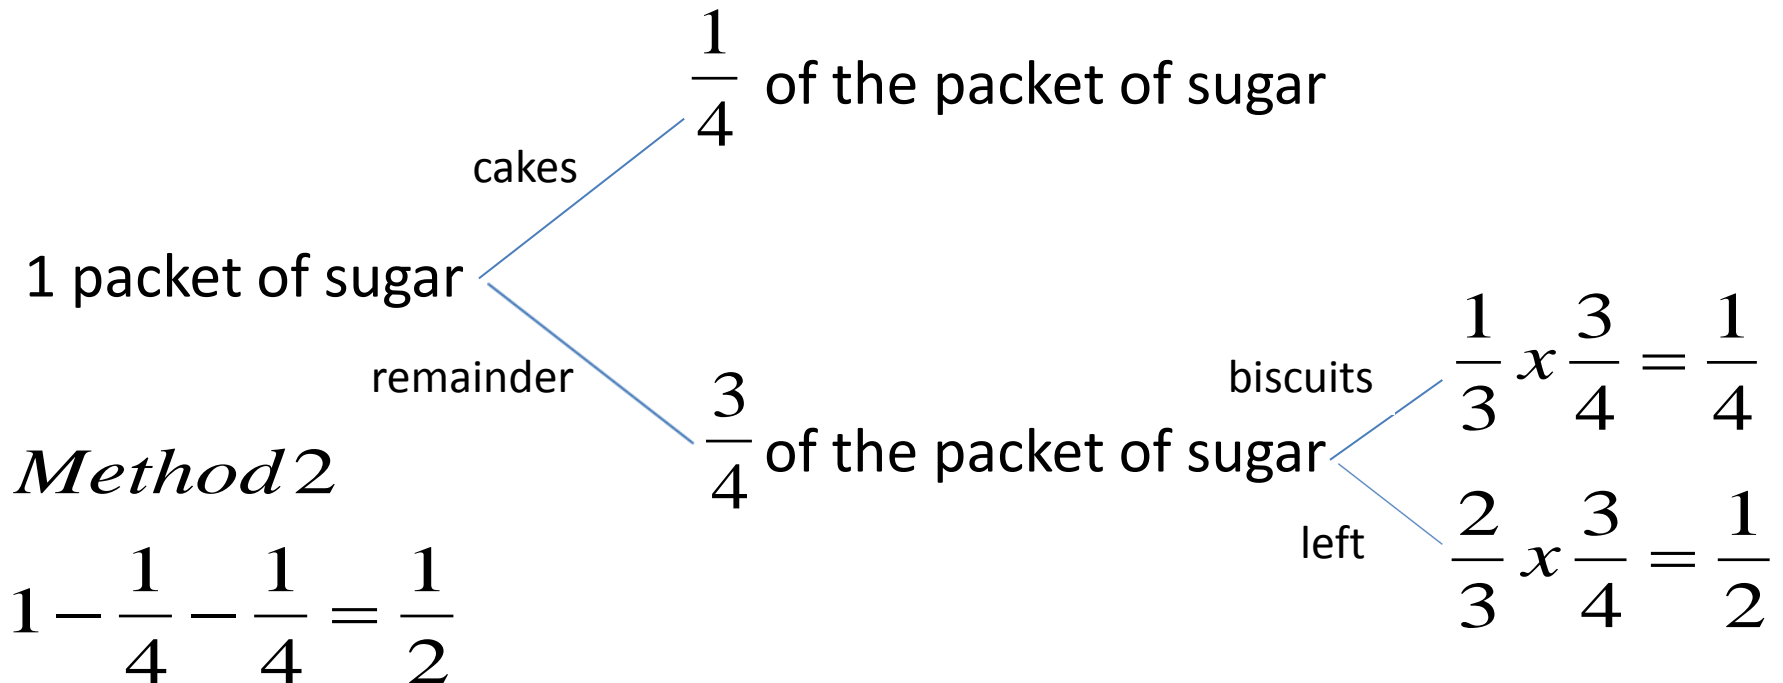 1/4 of the packet of sugar
cakes
1 packet of sugar
remainder
3/4 of the packet of sugar
biscuits
1/3 x 3/4 = 1/4
left
2/3 x 3/4 = 1/2
Method 2
1 – 1/4 – 1/4 = 1/2